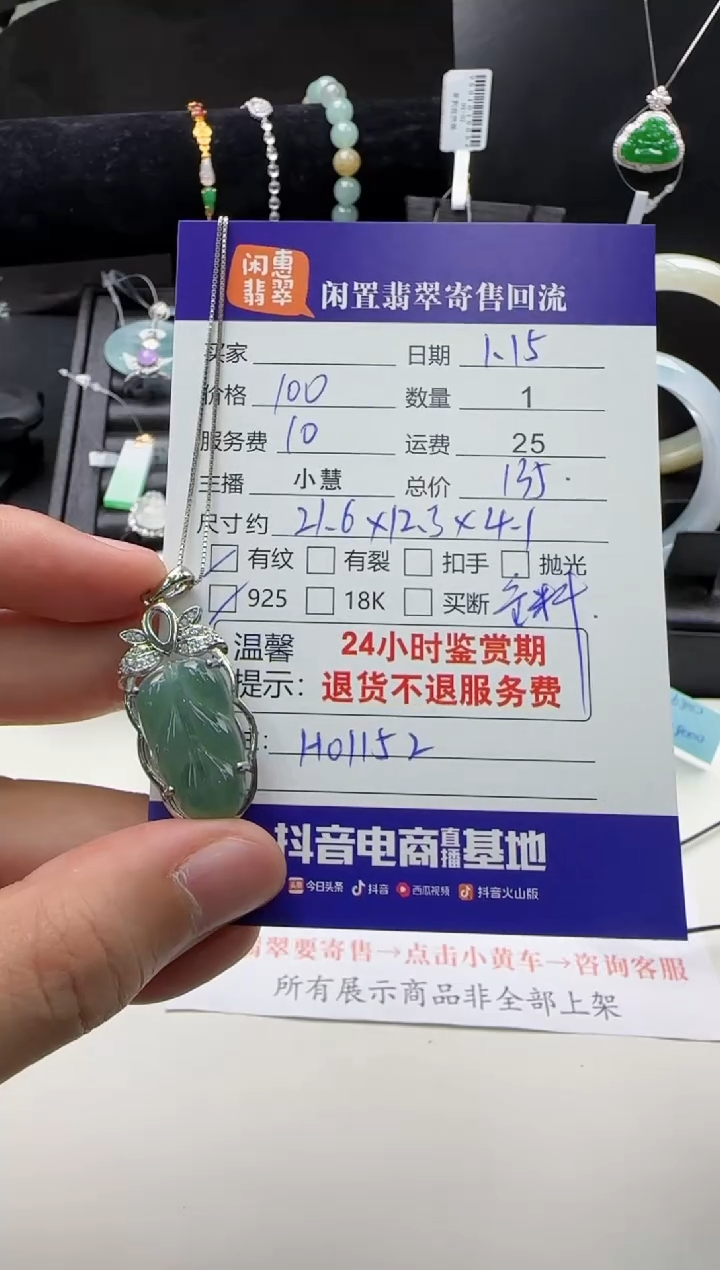 闲惠翡翠 闲置翡翠寄售回流
买家 日期 1.15
价格 100 数量 1
服务费 10 运费 25
主播 小慧 总价 135
尺寸约 21.6×12.3×4.1
有纹 有裂 扣手 抛光
925 18K 买断
温馨 24小时鉴赏期
提示: 退货不退服务费
: H01152
抖音电商直播基地
头条 今日头条 抖音 西瓜视频 抖音火山版
翡翠要寄售→点击小黄车→咨询客服
所有展示商品非全部上架